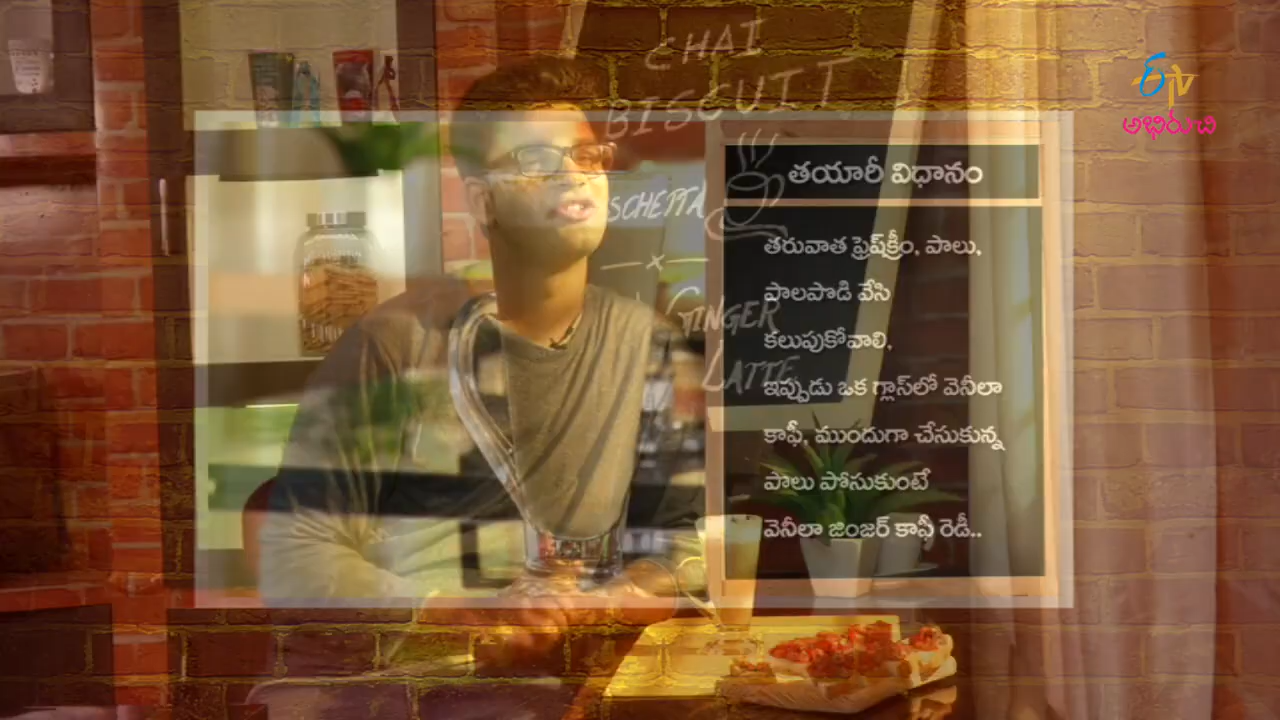 CHAI
BISCUIT
SCHETTA
GINGER
LATTE
ETV
అభిరుచి
తయారీ విధానం
తరువాత ఫ్రెష్‌క్రీం, పాలు,
పాలపొడి వేసి
కలుపుకోవాలి,
ఇప్పుడు ఒక గ్లాస్‌లో వెనీలా
కాఫీ, ముందుగా చేసుకున్న
పాలు పోసుకుంటే
వెనీలా జింజర్ కాఫీ రెడీ..